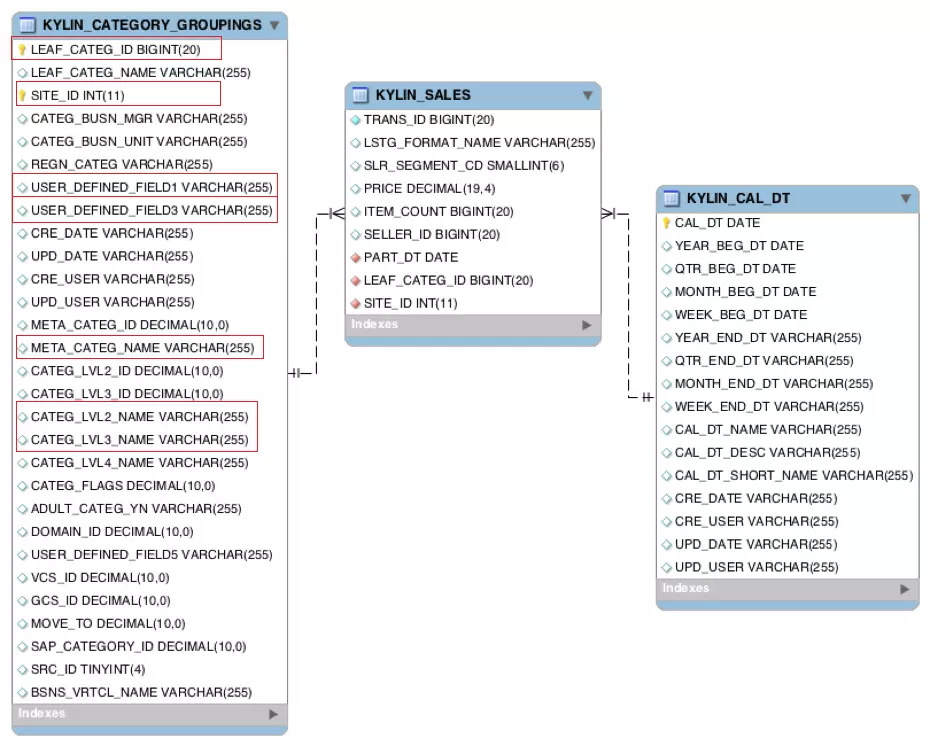 KYLIN_CATEGORY_GROUPINGS
LEAF_CATEG_ID BIGINT(20)
LEAF_CATEG_NAME VARCHAR(255)
SITE_ID INT(11)
CATEG_BUSN_MGR VARCHAR(255)
CATEG_BUSN_UNIT VARCHAR(255)
REGN_CATEG VARCHAR(255)
USER_DEFINED_FIELD1 VARCHAR(255)
USER_DEFINED_FIELD3 VARCHAR(255)
CRE_DATE VARCHAR(255)
UPD_DATE VARCHAR(255)
CRE_USER VARCHAR(255)
UPD_USER VARCHAR(255)
META_CATEG_ID DECIMAL(10,0)
META_CATEG_NAME VARCHAR(255)
CATEG_LVL2_ID DECIMAL(10,0)
CATEG_LVL3_ID DECIMAL(10,0)
CATEG_LVL2_NAME VARCHAR(255)
CATEG_LVL3_NAME VARCHAR(255)
CATEG_LVL4_NAME VARCHAR(255)
CATEG_FLAGS DECIMAL(10,0)
ADULT_CATEG_YN VARCHAR(255)
DOMAIN_ID DECIMAL(10,0)
USER_DEFINED_FIELD5 VARCHAR(255)
VCS_ID DECIMAL(10,0)
GCS_ID DECIMAL(10,0)
MOVE_TO DECIMAL(10,0)
SAP_CATEGORY_ID DECIMAL(10,0)
SRC_ID TINYINT(4)
BSNS_VRTCL_NAME VARCHAR(255)
Indexes
KYLIN_SALES
TRANS_ID BIGINT(20)
LSTG_FORMAT_NAME VARCHAR(255)
SLR_SEGMENT_CD SMALLINT(6)
PRICE DECIMAL(19,4)
ITEM_COUNT BIGINT(20)
SELLER_ID BIGINT(20)
PART_DT DATE
LEAF_CATEG_ID BIGINT(20)
SITE_ID INT(11)
Indexes
KYLIN_CAL_DT
CAL_DT DATE
YEAR_BEG_DT DATE
QTR_BEG_DT DATE
MONTH_BEG_DT DATE
WEEK_BEG_DT DATE
YEAR_END_DT VARCHAR(255)
QTR_END_DT VARCHAR(255)
MONTH_END_DT VARCHAR(255)
WEEK_END_DT VARCHAR(255)
CAL_DT_NAME VARCHAR(255)
CAL_DT_DESC VARCHAR(255)
CAL_DT_SHORT_NAME VARCHAR(255)
CRE_DATE VARCHAR(255)
CRE_USER VARCHAR(255)
UPD_DATE VARCHAR(255)
UPD_USER VARCHAR(255)
Indexes